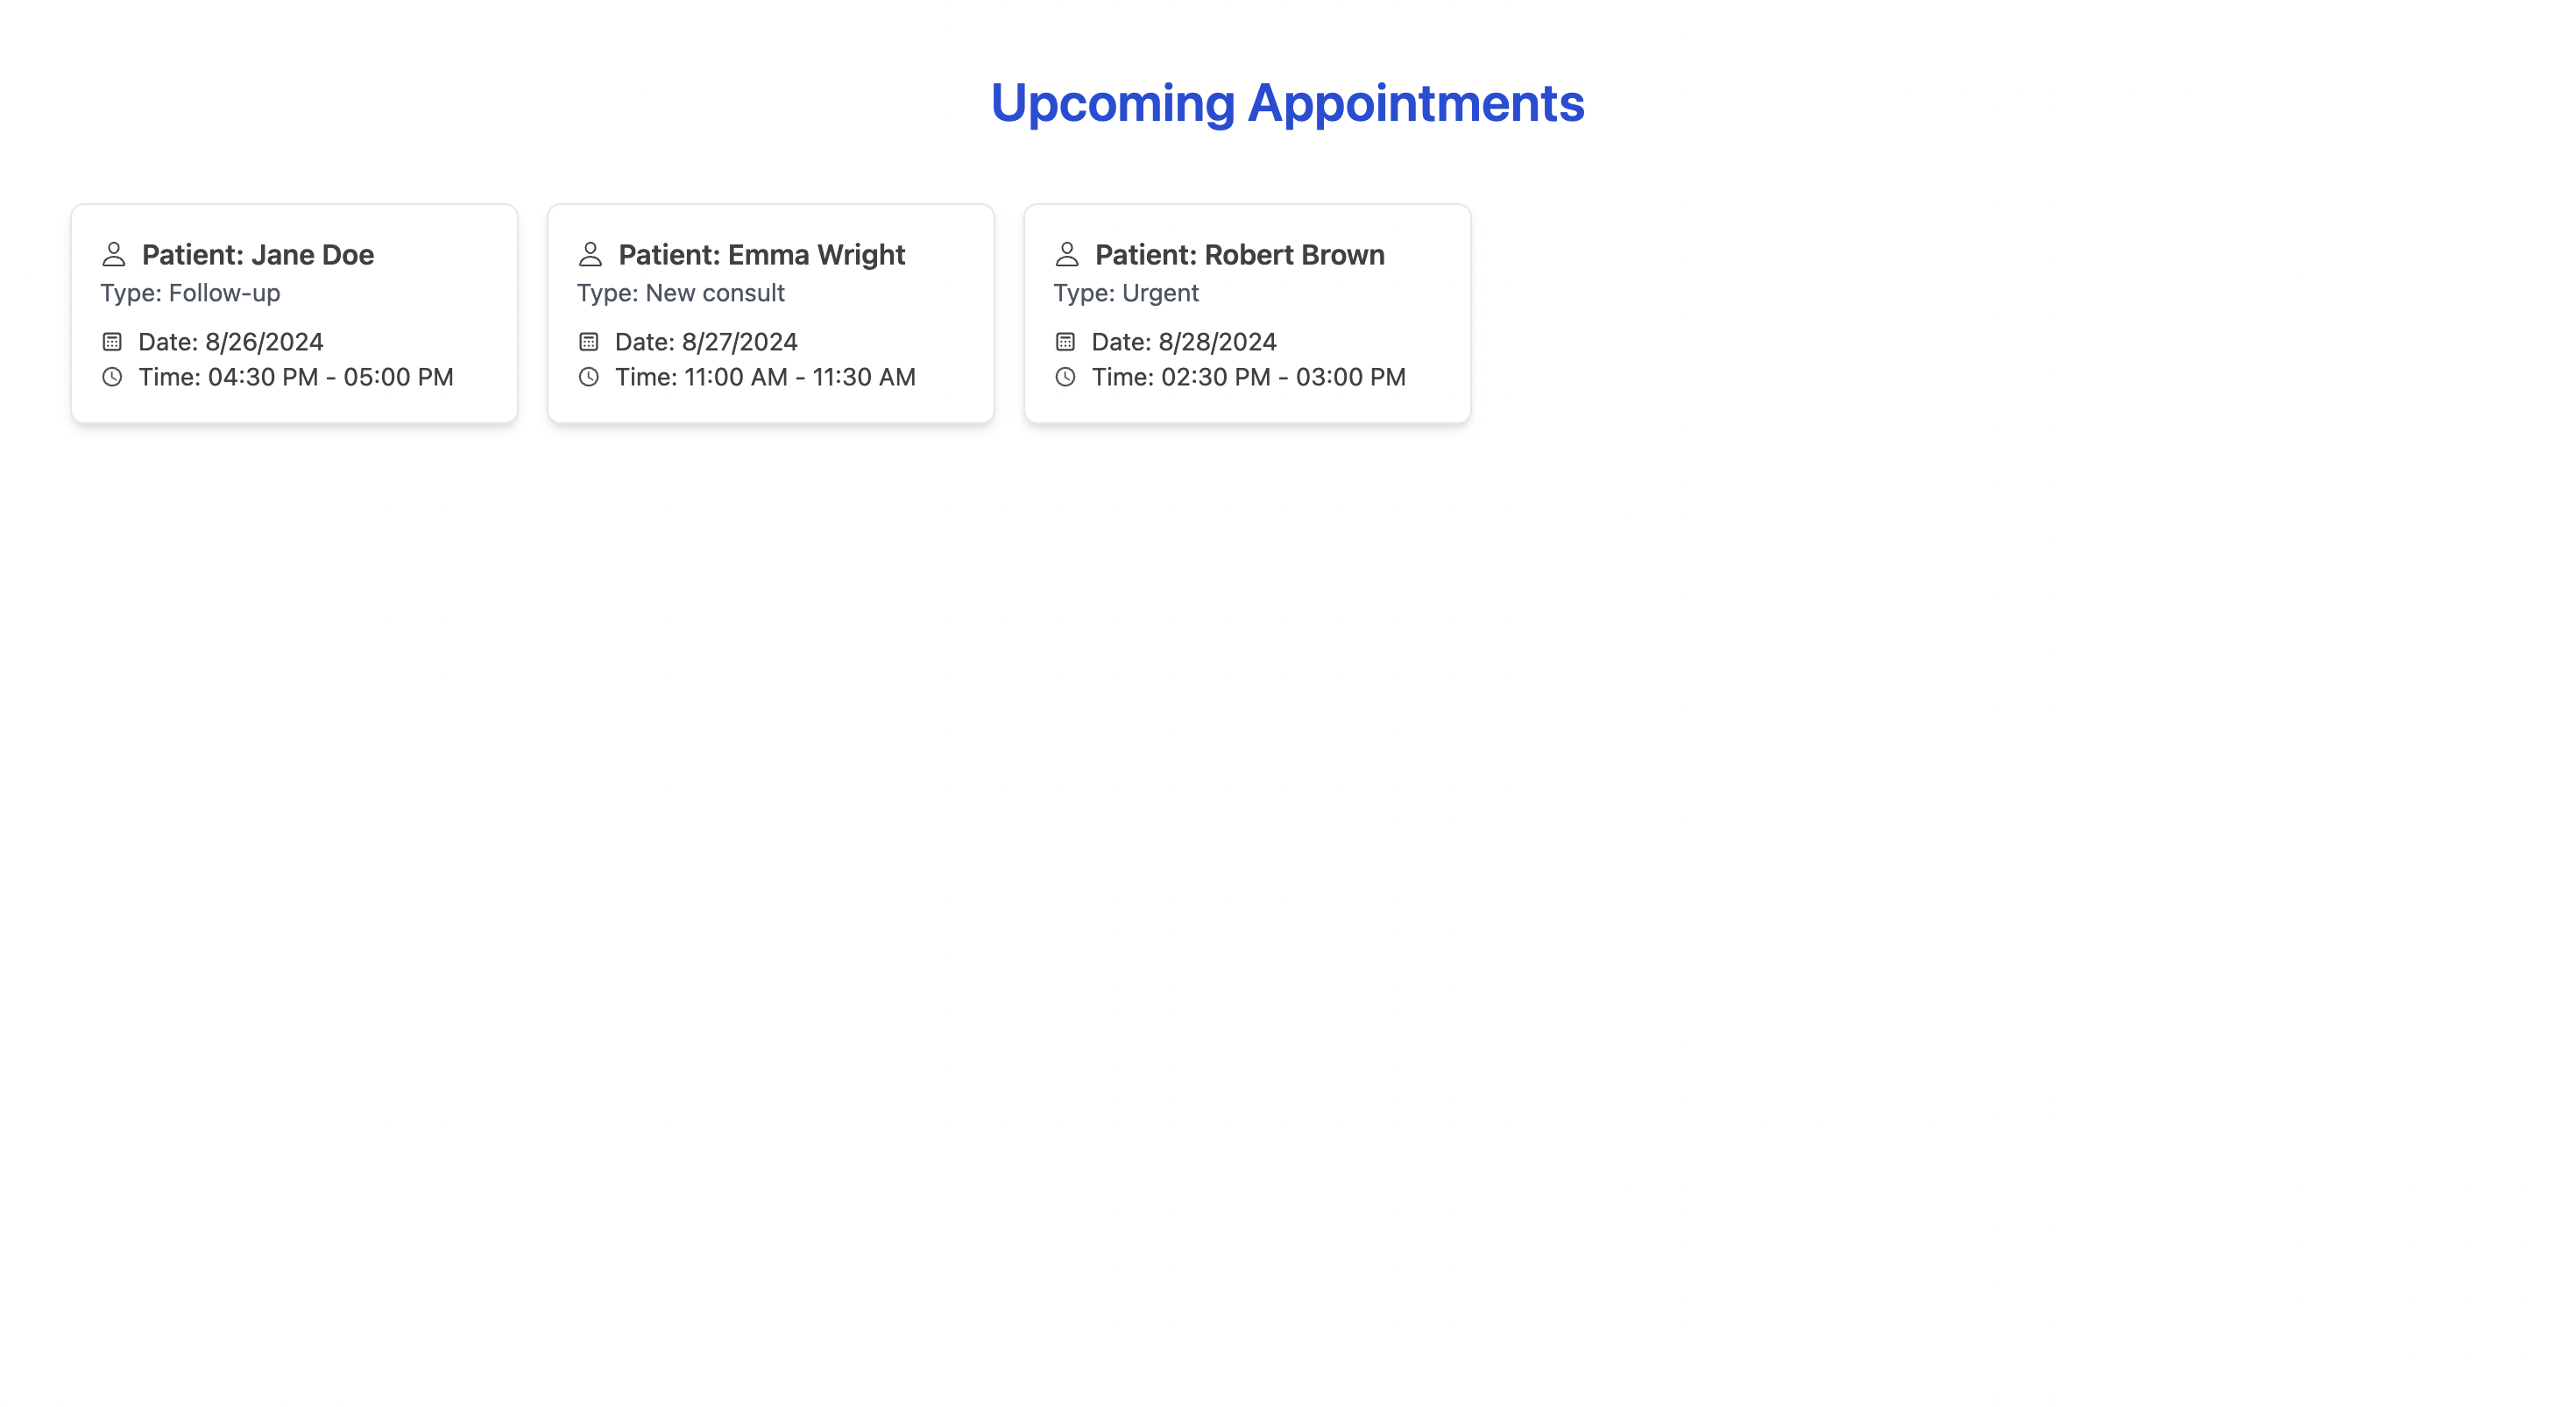 Upcoming Appointments
Patient: Jane Doe
Type: Follow-up
Date: 8/26/2024
Time: 04:30 PM - 05:00 PM
Patient: Emma Wright
Type: New consult
Date: 8/27/2024
Time: 11:00 AM - 11:30 AM
Patient: Robert Brown
Type: Urgent
Date: 8/28/2024
Time: 02:30 PM - 03:00 PM